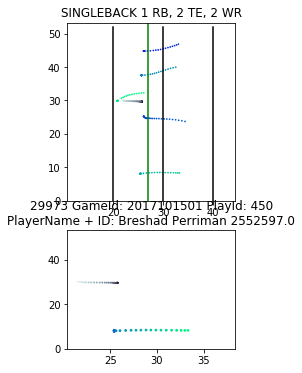 SINGLEBACK 1 RB, 2 TE, 2 WR
50
40
30
20
10
0
20 30 40
29973 GameId: 2017101501 PlayId: 450
PlayerName + ID: Breshad Perriman 2552597.0
40
20
0
25 30 35